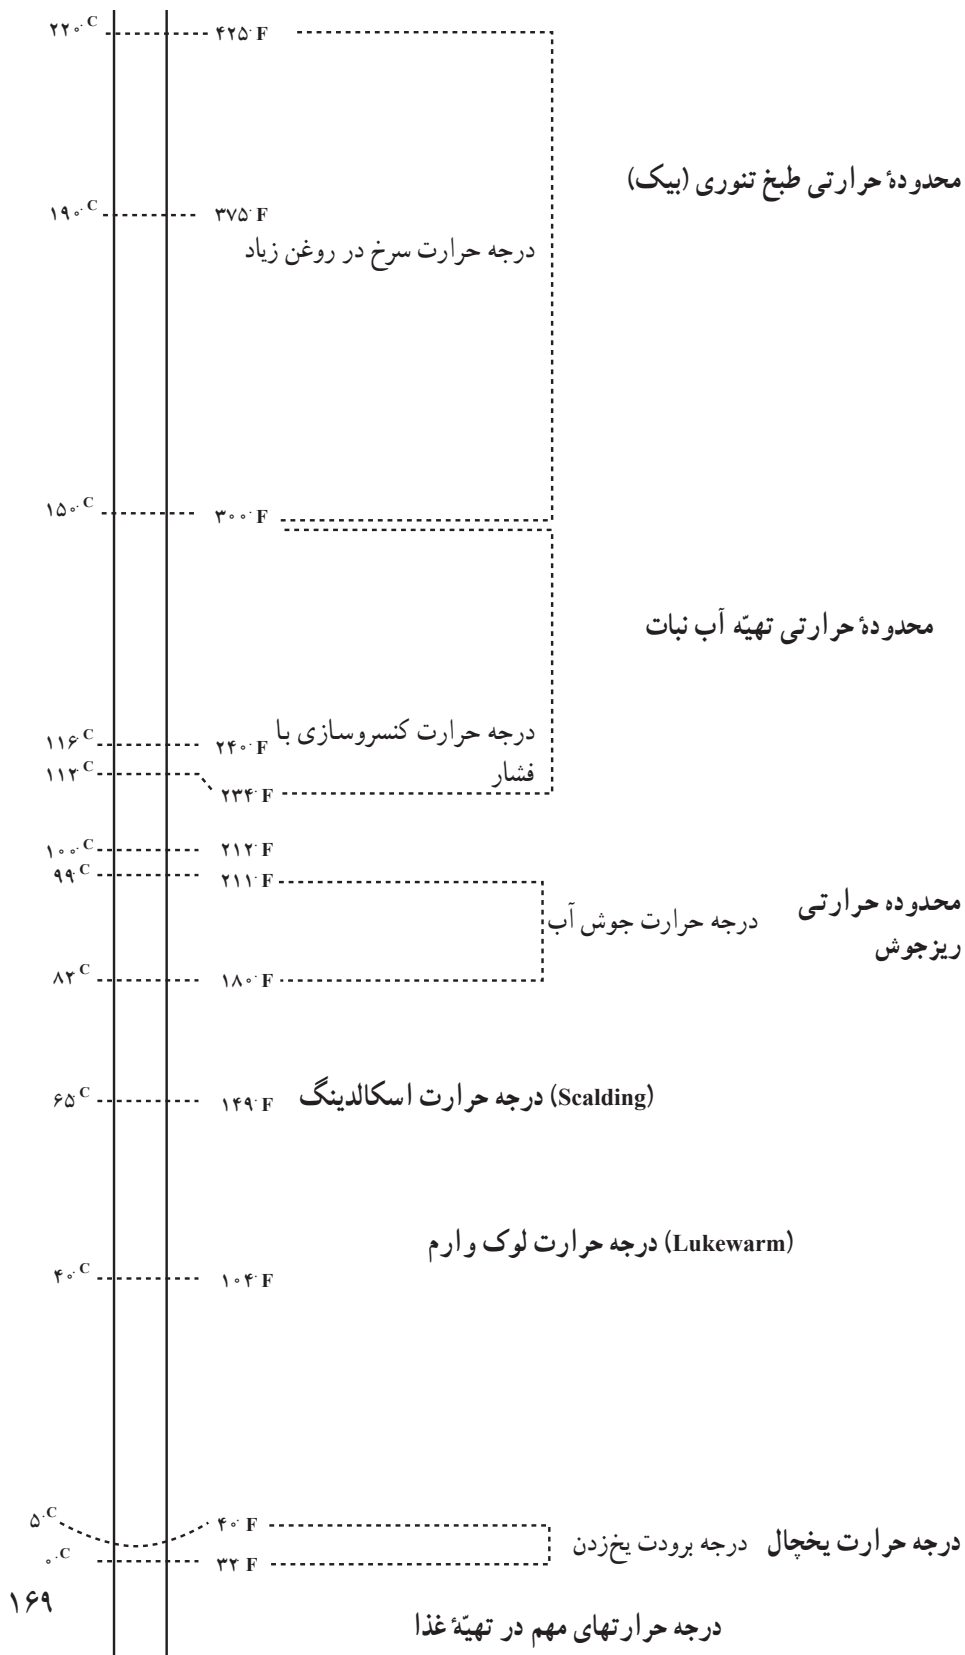 ۲۲۰°C ۴۲۵°F
محدودهٔ حرارتی طبخ تنوری (بیک)
۱۹۰°C ۳۷۵°F
درجه حرارت سرخ در روغن زیاد
۱۵۰°C ۳۰۰°F
محدودهٔ حرارتی تهیّه آب نبات
درجه حرارت کنسروسازی با
فشار
۱۱۶°C ۲۴۰°F
۱۱۲°C ۲۳۴°F
۱۰۰°C ۲۱۲°F
۹۹°C ۲۱۱°F
محدوده حرارتی
ریزجوش
درجه حرارت جوش آب
۸۲°C ۱۸۰°F
۶۵°C ۱۴۹°F
درجه حرارت اسکالدینگ (Scalding)
درجه حرارت لوک وارم (Lukewarm)
۴۰°C ۱۰۴°F
۵°C ۴۰°F
درجه حرارت یخچال درجه برودت یخ‌زدن
۰°C ۳۲°F
۱۶۹
درجه حرارتهای مهم در تهیّهٔ غذا